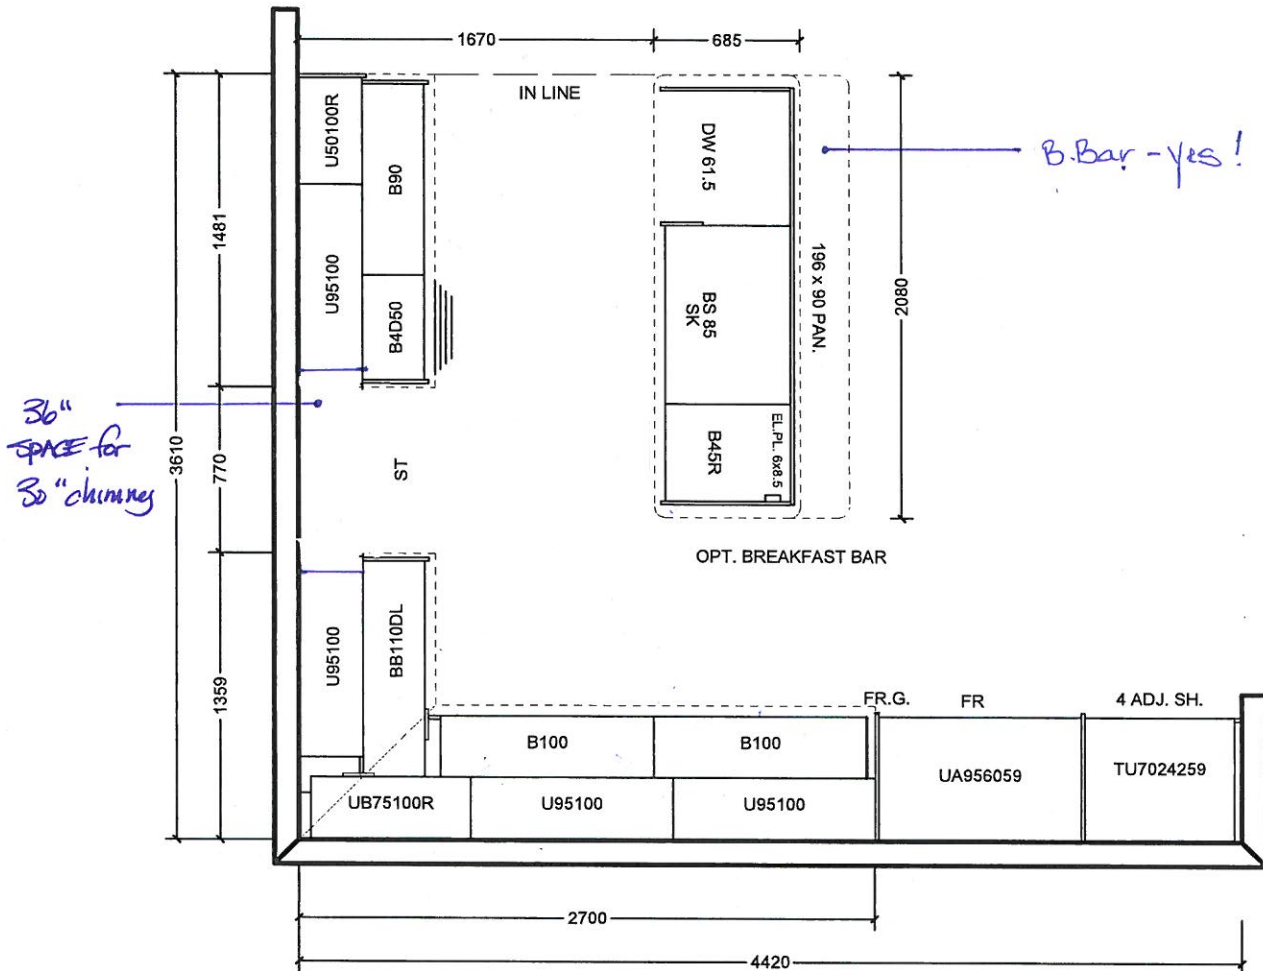 1670
685
IN LINE
U50100R
B90
DW 61.5
B.Bar - yes !
1481
U95100
B4D50
BS 85
SK
196 x 90 PAN.
2080
36"
SPACE for
30" chimney
3610
770
ST
B45R
EL.PL. 6x8.5
OPT. BREAKFAST BAR
1359
U95100
BB110DL
FR.G.
FR
4 ADJ. SH.
B100
B100
UA956059
TU7024259
UB75100R
U95100
U95100
2700
4420